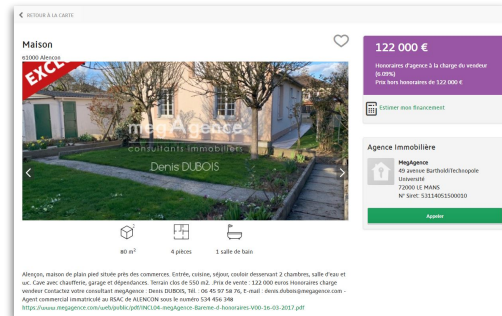 RETOUR À LA CARTE
Maison
61000 Alencon
EXCL
megAgence
consultants immobiliers
Denis DUBOIS
80 m²
4 pièces
1 salle de bain
Alençon, maison de plain pied située près des commerces. Entrée, cuisine, séjour, couloir desservant 2 chambres, salle d'eau et
wc. Cave avec chaufferie, garage et dépendances. Terrain clos de 550 m2. .Prix de vente : 122 000 euros Honoraires charge
vendeur Contactez votre consultant megAgence : Denis DUBOIS, Tél. : 06 45 97 58 76, E-mail : denis.dubois@megagence.com -
Agent commercial immatriculé au RSAC de ALENCON sous le numéro 534 456 348
https://www.megagence.com/web/public/pdf/INCL04-megAgence-Bareme-d-honoraires-V00-16-03-2017.pdf
122 000 €
Honoraires d'agence à la charge du vendeur
(6.09%)
Prix hors honoraires de 122 000 €
Estimer mon financement
Agence Immobilière
MegAgence
49 avenue Bartholdi/Technopole
Université
72000 LE MANS
N° Siret: 53114051500010
Appeler